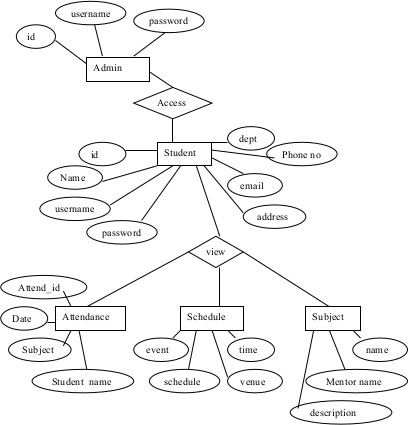 username
password
id
Admin
Access
dept
id
Student
Phone no
Name
email
username
address
password
view
Attend_id
Date
Attendance
Schedule
Subject
Subject
event
time
name
Student name
schedule
venue
Mentor name
description